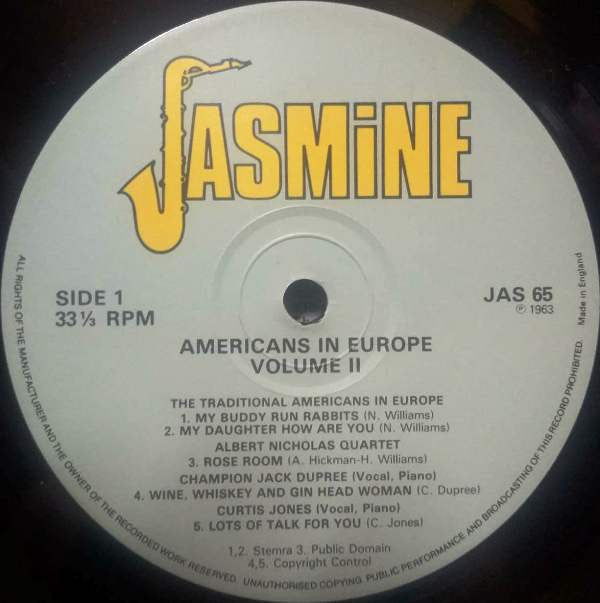 JASMiNE
SIDE 1
33 ⅓ RPM
JAS 65
℗ 1963
Made in England
AMERICANS IN EUROPE
VOLUME II
THE TRADITIONAL AMERICANS IN EUROPE
1. MY BUDDY RUN RABBITS (N. Williams)
2. MY DAUGHTER HOW ARE YOU (N. Williams)
ALBERT NICHOLAS QUARTET
3. ROSE ROOM (A. Hickman-H. Williams)
CHAMPION JACK DUPREE (Vocal, Piano)
4. WINE, WHISKEY AND GIN HEAD WOMAN (C. Dupree)
CURTIS JONES (Vocal, Piano)
5. LOTS OF TALK FOR YOU (C. Jones)
1,2. Stemra 3. Public Domain
4,5. Copyright Control
ALL RIGHTS OF THE MANUFACTURER AND THE OWNER OF THE RECORDED WORK RESERVED. UNAUTHORISED COPYING PUBLIC PERFORMANCE AND BROADCASTING OF THIS RECORD PROHIBITED.